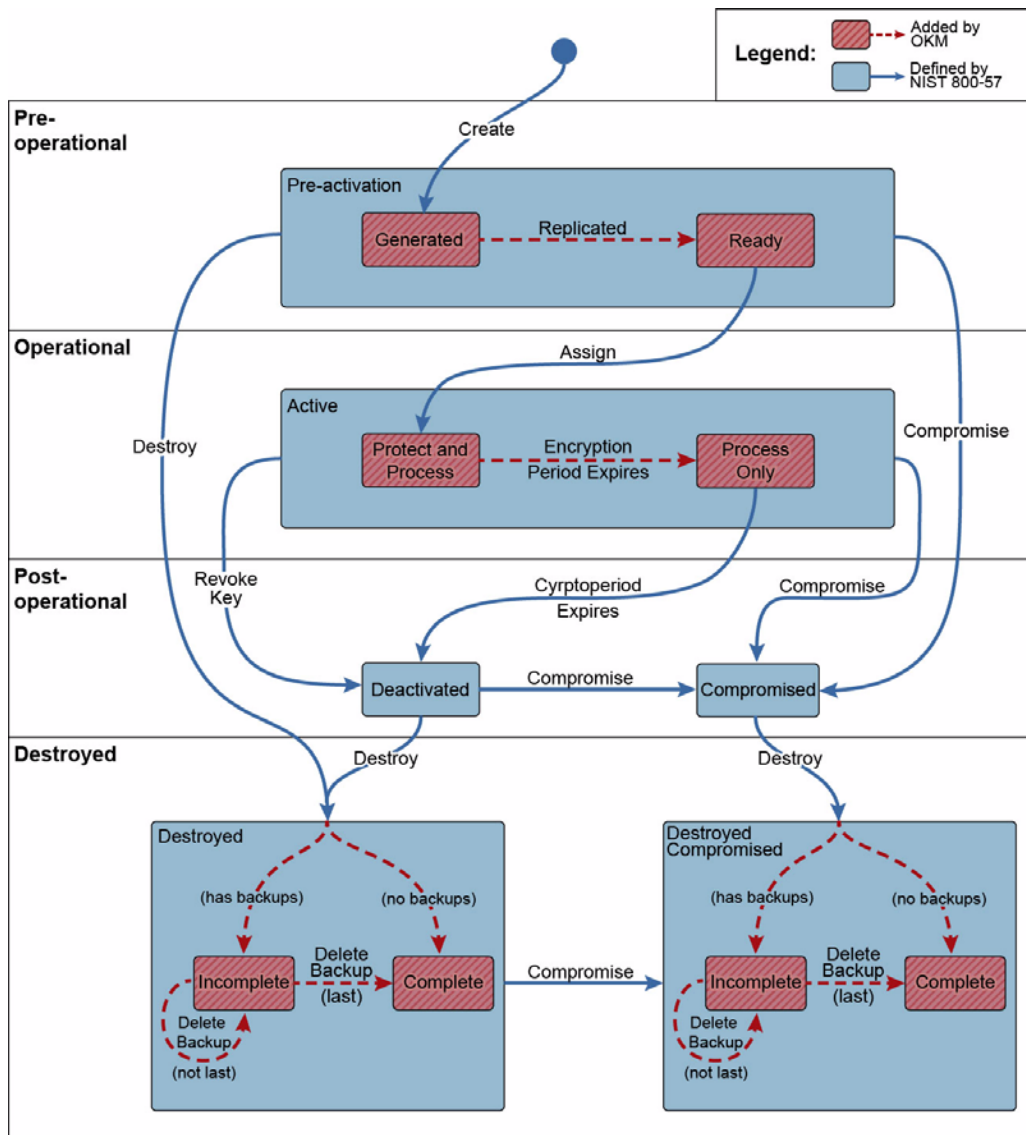 Legend:
Added by
OKM
Defined by
NIST 800-57
Pre-
operational
Create
Pre-activation
Generated
Replicated
Ready
Operational
Assign
Active
Destroy
Compromise
Protect and
Process
Encryption
Period Expires
Process
Only
Post-
operational
Revoke
Key
Cyrptoperiod
Expires
Compromise
Deactivated
Compromise
Compromised
Destroyed
Destroy
Destroy
Destroyed
(has backups)
(no backups)
Incomplete
Delete
Backup
(last)
Complete
Delete
Backup
(not last)
Compromise
Destroyed
Compromised
(has backups)
(no backups)
Incomplete
Delete
Backup
(last)
Complete
Delete
Backup
(not last)